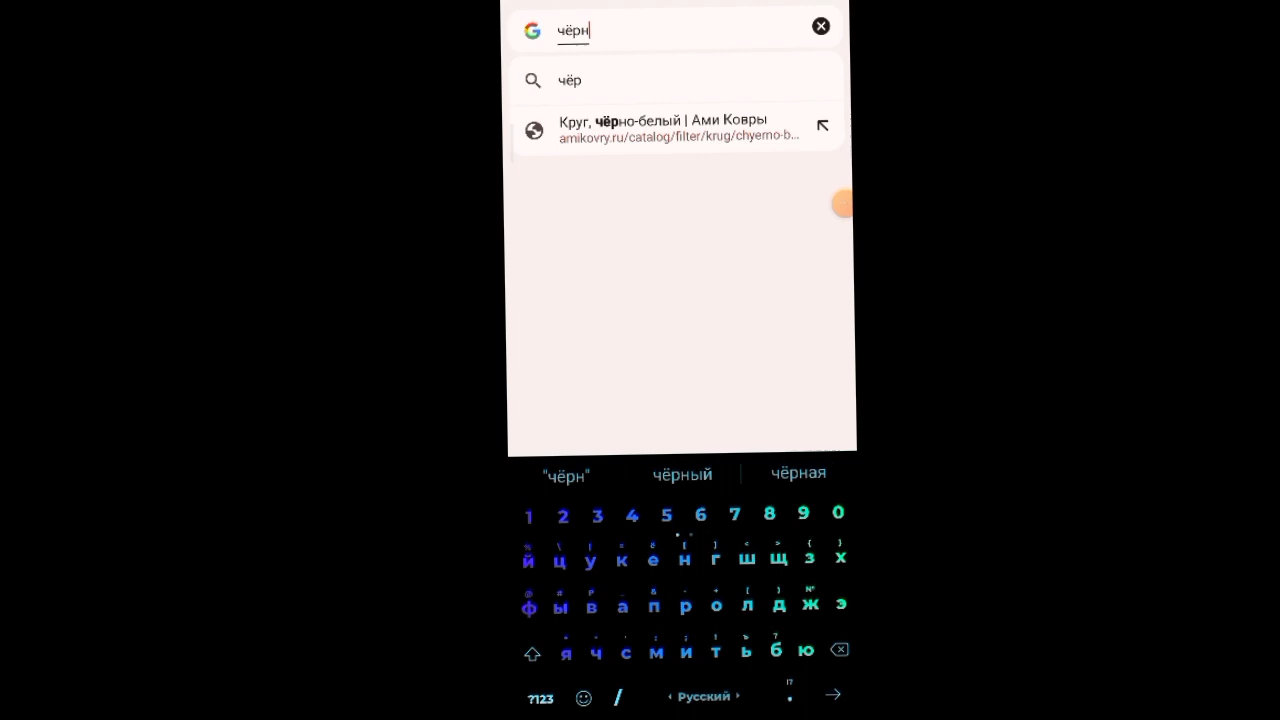 чёрн
чёр
Круг, чёрно-белый | Ами Ковры
amikovry.ru/catalog/filter/krug/chyerno-b...
"чёрн" чёрный чёрная
1 2 3 4 5 6 7 8 9 0
й ц у к е н г ш щ з х
ф ы в а п р о л д ж э
я ч с м и т ь б ю
?123 / Русский .